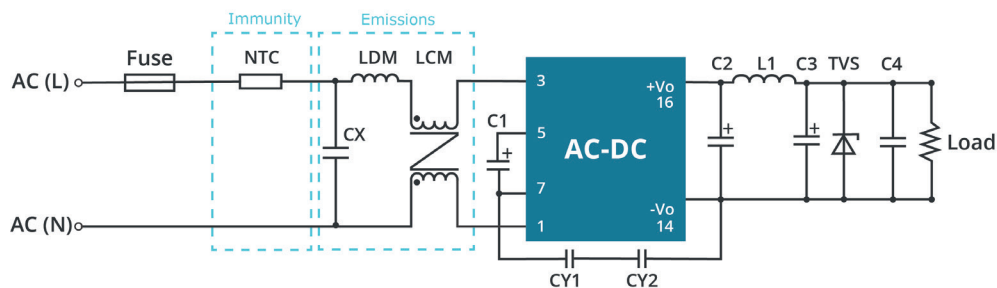 Immunity
Emissions
AC (L)
Fuse
NTC
LDM
LCM
CX
AC (N)
C1
+
3
5
7
1
AC-DC
+Vo
16
-Vo
14
C2
+
L1
C3
+
TVS
C4
Load
CY1
CY2